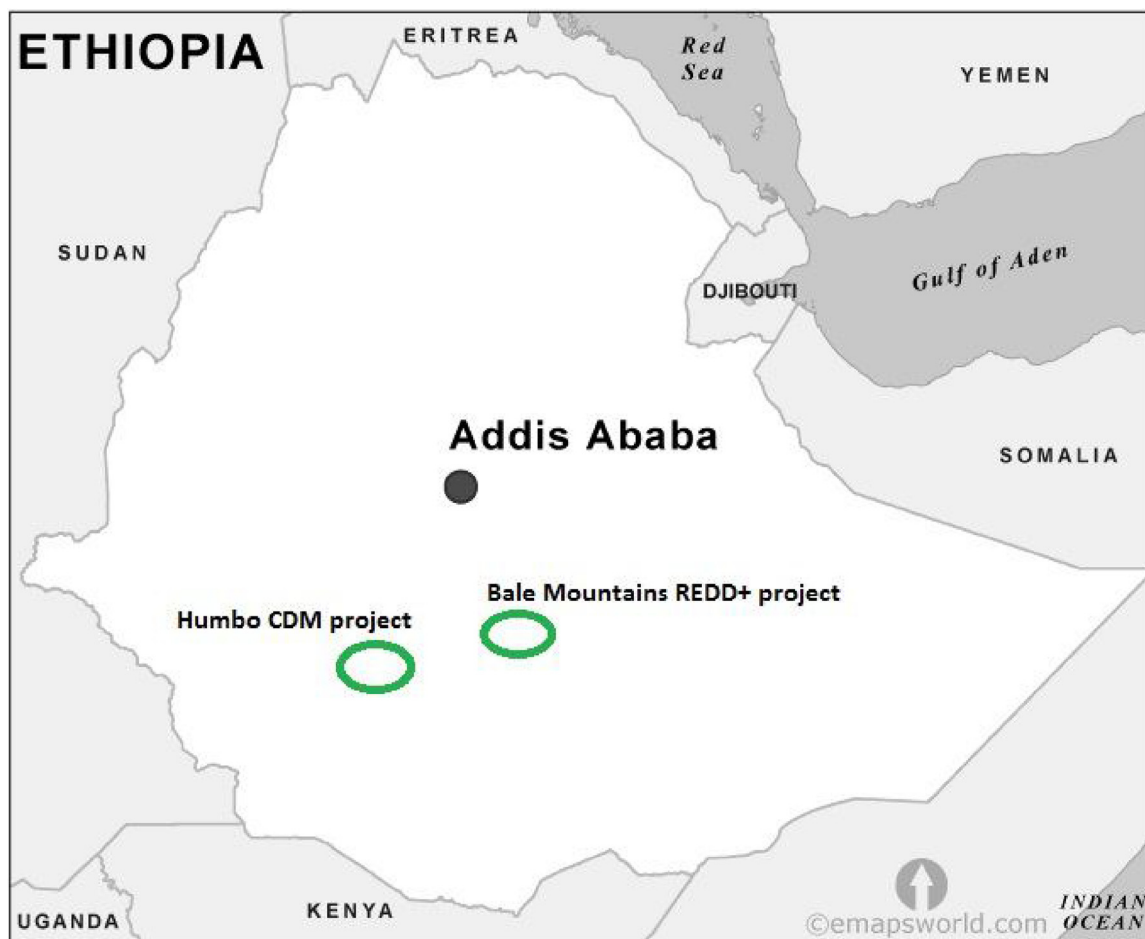 ETHIOPIA
ERITREA
Red
Sea
YEMEN
SUDAN
Gulf of Aden
DJIBOUTI
Addis Ababa
SOMALIA
Bale Mountains REDD+ project
Humbo CDM project
UGANDA
KENYA
INDIAN
OCEAN
©emapsworld.com